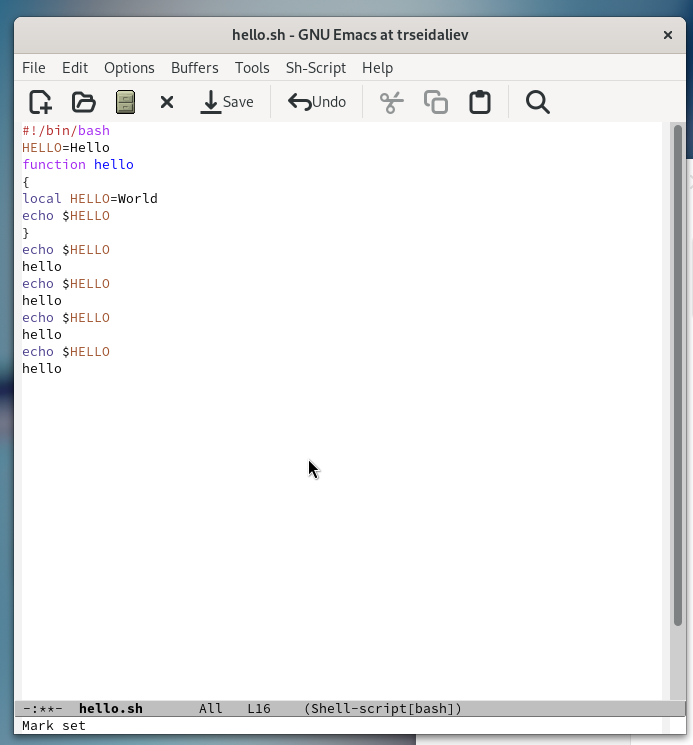 hello.sh - GNU Emacs at trseidaliev
File Edit Options Buffers Tools Sh-Script Help
Save Undo
#!/bin/bash
HELLO=Hello
function hello
{
local HELLO=World
echo $HELLO
}
echo $HELLO
hello
echo $HELLO
hello
echo $HELLO
hello
echo $HELLO
hello
-:**- hello.sh All L16 (Shell-script[bash])
Mark set